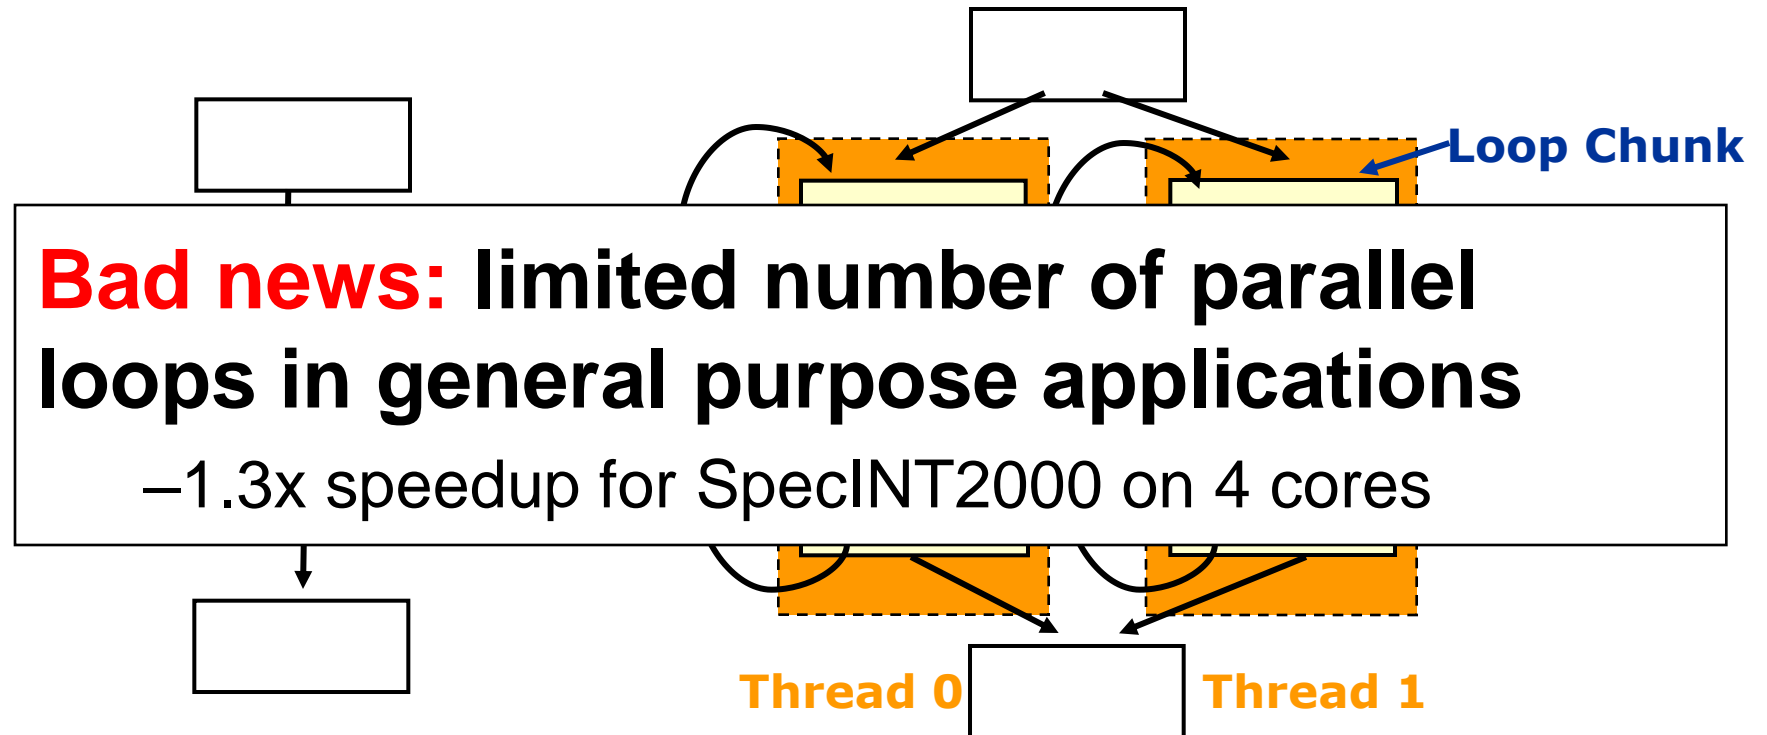 Loop Chunk
Bad news: limited number of parallel
loops in general purpose applications
–1.3x speedup for SpecINT2000 on 4 cores
Thread 0
Thread 1